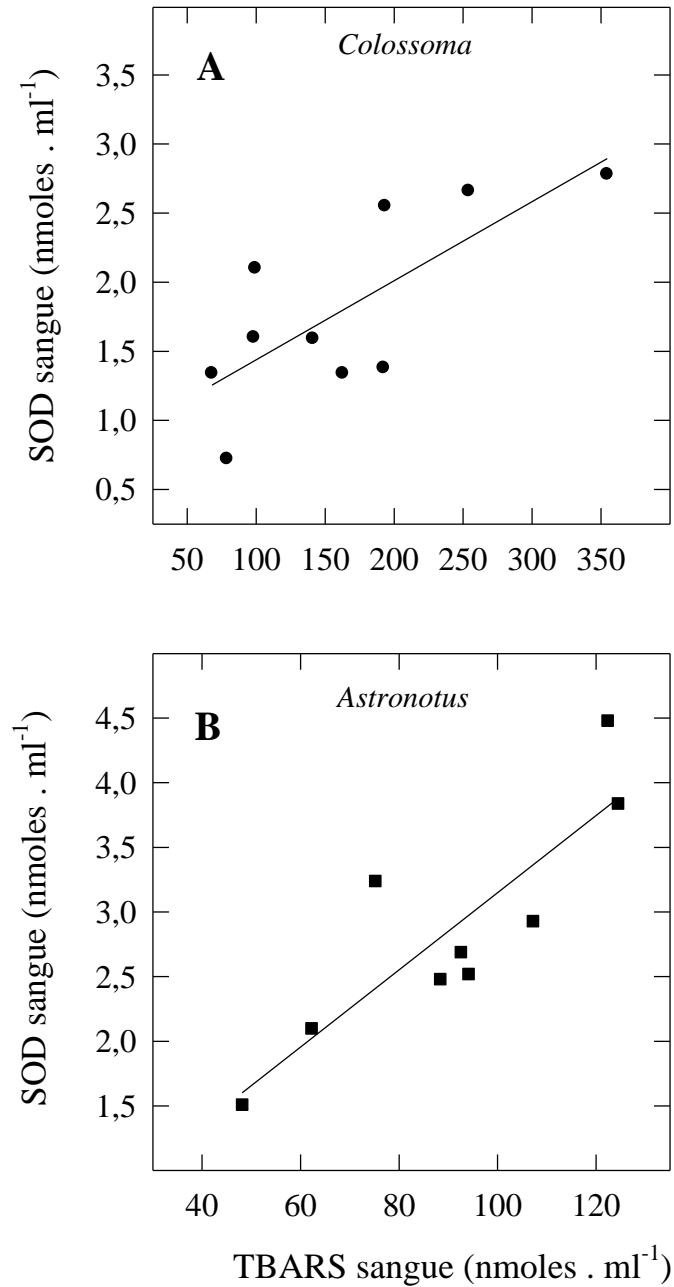 A
Colossoma
SOD sangue (nmoles . ml-1)
3,5
3,0
2,5
2,0
1,5
1,0
0,5
50 100 150 200 250 300 350
B
Astronotus
SOD sangue (nmoles . ml-1)
4,5
4,0
3,5
3,0
2,5
2,0
1,5
40 60 80 100 120
TBARS sangue (nmoles . ml-1)